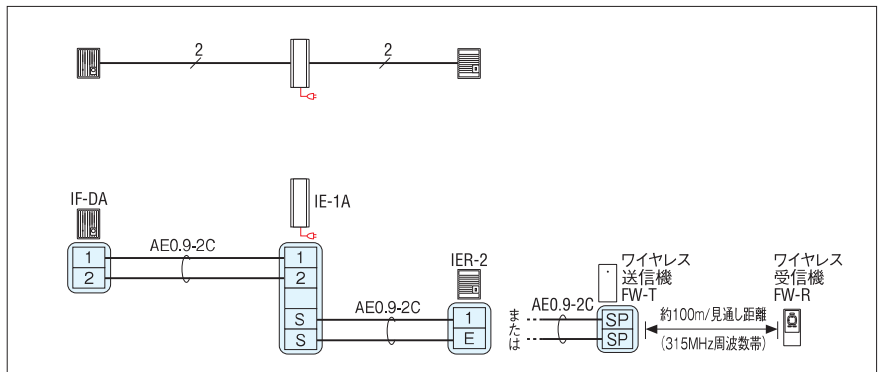 2
2
IF-DA
IE-1A
AE0.9-2C
1
2
1
2
S
S
IER-2
AE0.9-2C
1
E
または
AE0.9-2C
ワイヤレス
送信機
FW-T
SP
SP
約100m/見通し距離
(315MHz周波数帯)
ワイヤレス
受信機
FW-R